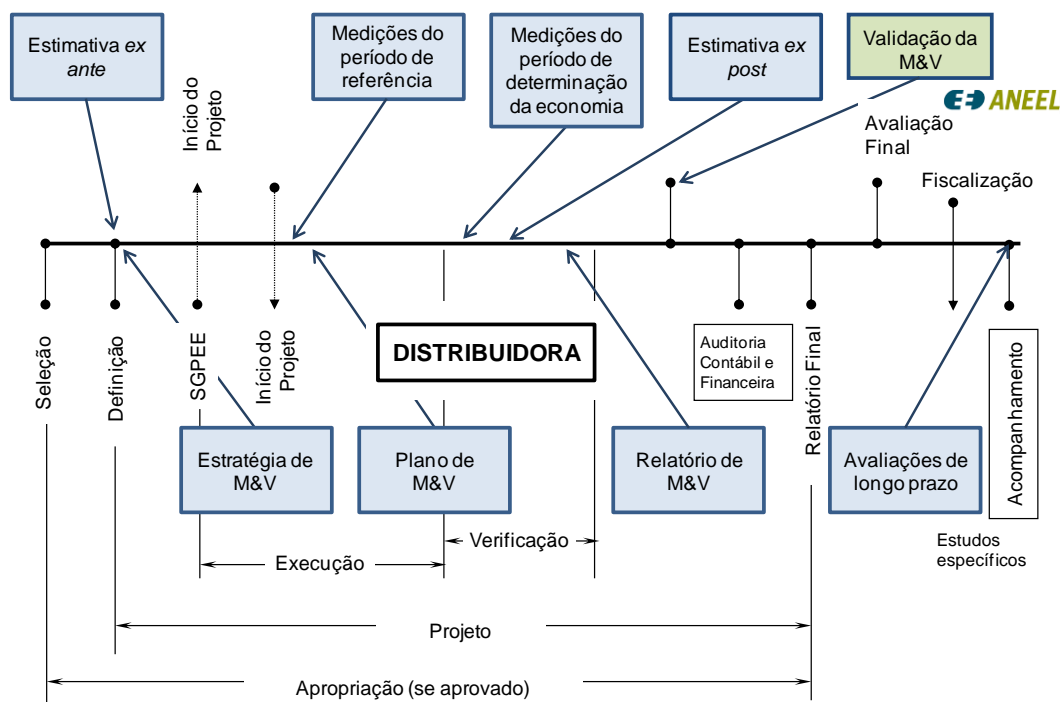 Estimativa ex
ante
Medições do
período de
referência
Medições do
período de
determinação
da economia
Estimativa ex
post
Validação da
M&V
ANEEL
Início do
Projeto
Avaliação
Final
Fiscalização
Seleção
Definição
SGPEE
Início do
Projeto
DISTRIBUIDORA
Auditoria
Contábil e
Financeira
Relatório Final
Acompanhamento
Estratégia de
M&V
Plano de
M&V
Relatório de
M&V
Avaliações de
longo prazo
Verificação
Estudos
específicos
Execução
Projeto
Apropriação (se aprovado)